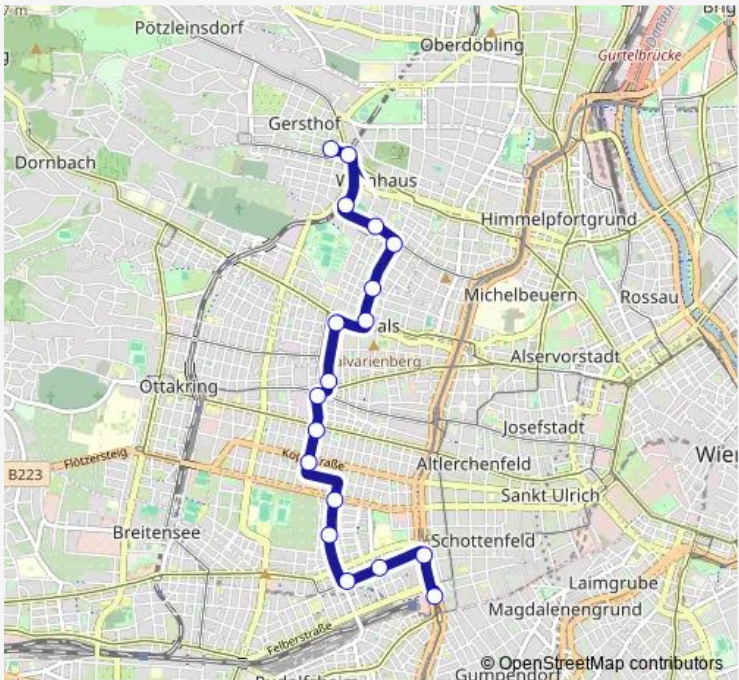 Pötzleinsdorf
Oberdöbling
Gürtelbrücke
Gersthof
Dornbach
Himmelpfortgrund
Michelbeuern
Rossau
als
alvarienberg
Alservorstadt
Ottakring
Josefstadt
Flötzersteig
B223
Altlerchenfeld
Sankt Ulrich
Breitensee
Schottenfeld
Laimgrube
Magdalenengrund
Felberstraße
© OpenStreetMap contributors